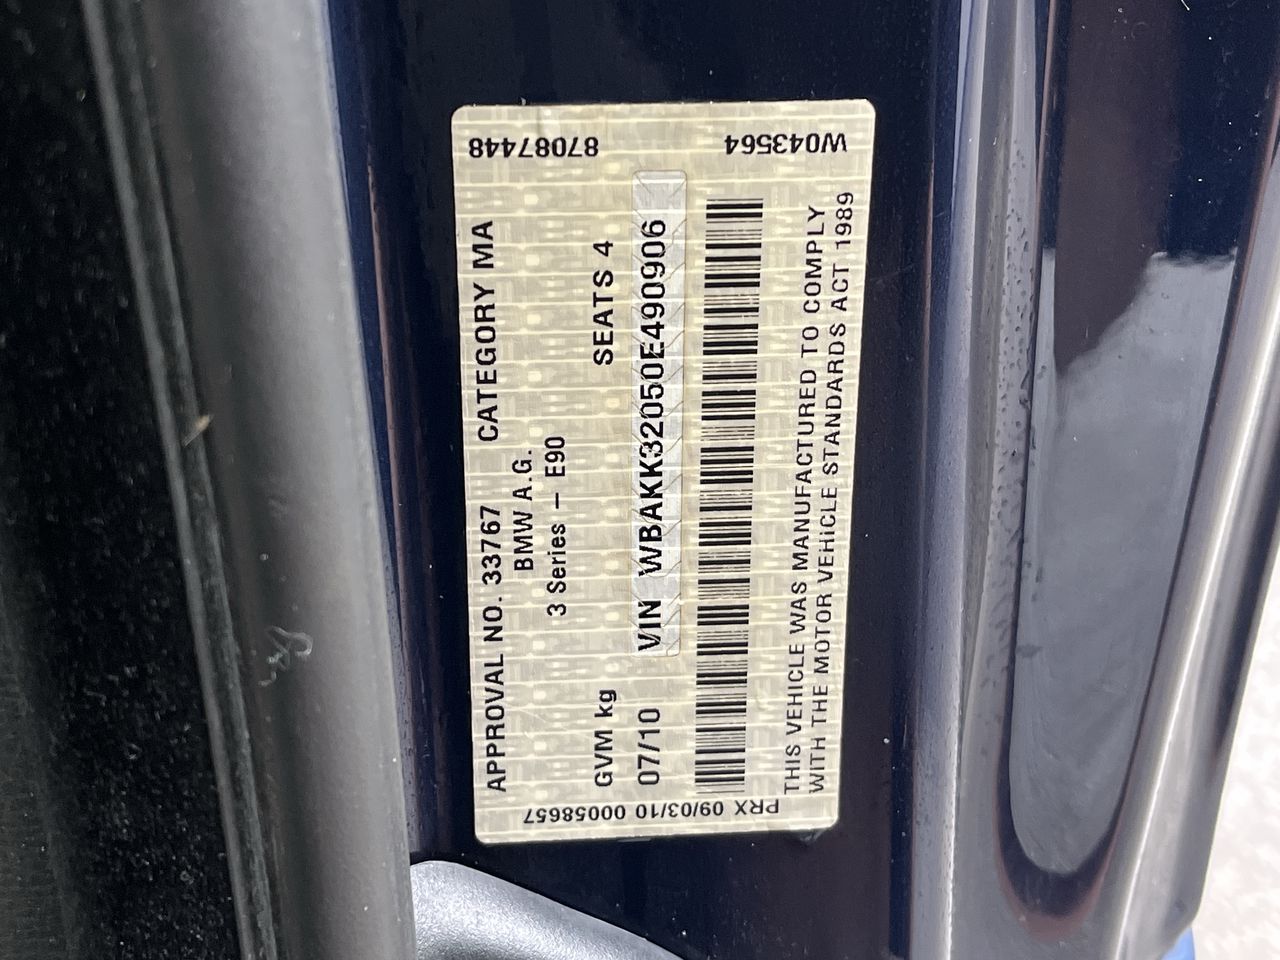 APPROVAL NO. 33767 CATEGORY MA
BMW A.G.
3 Series - E90
GVM kg SEATS 4
07/10 VIN WBAKK32050E490906
THIS VEHICLE WAS MANUFACTURED TO COMPLY
WITH THE MOTOR VEHICLE STANDARDS ACT 1989
87087448
W043564
PRX 09/03/10 00058657